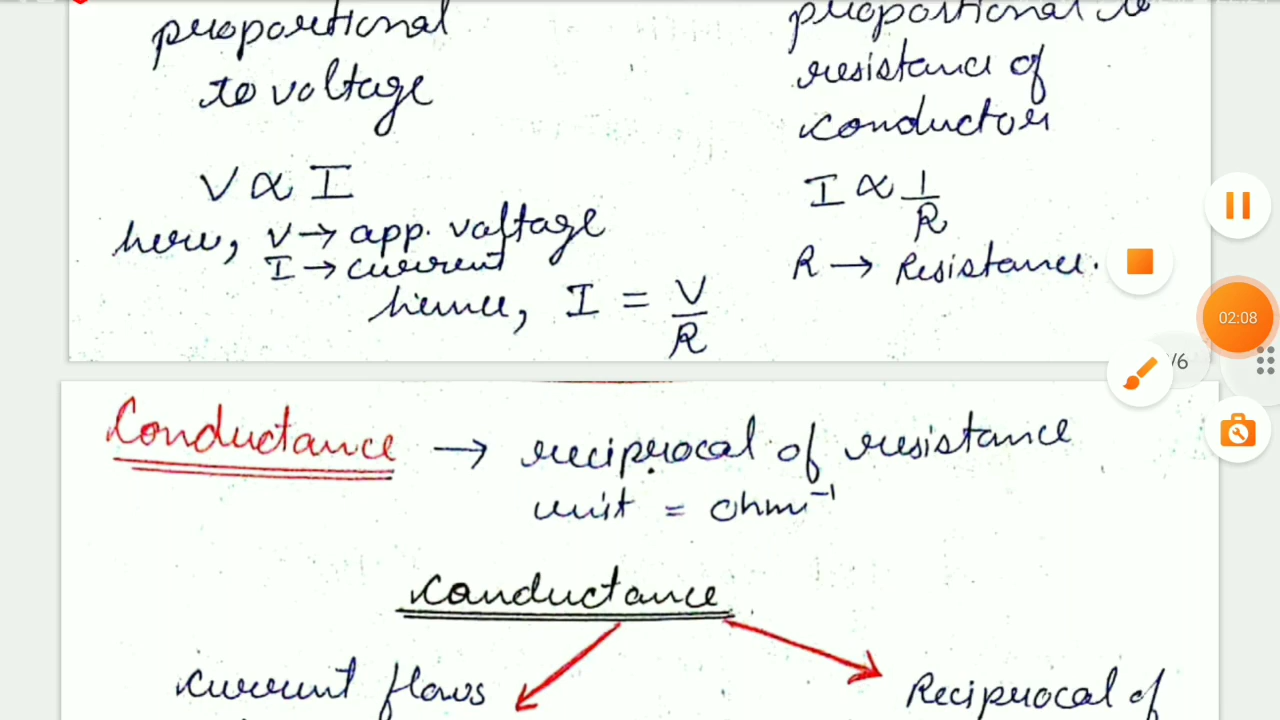 proportional
to voltage
V ∝ I
here, V → app. voltage
I → current
proportional to
resistance of
conductor
I ∝ 1/R
R → Resistance.
hence, I = V/R
Conductance → reciprocal of resistance
unit = ohm⁻¹
Conductance
current flows
Reciprocal of
02:08
/6